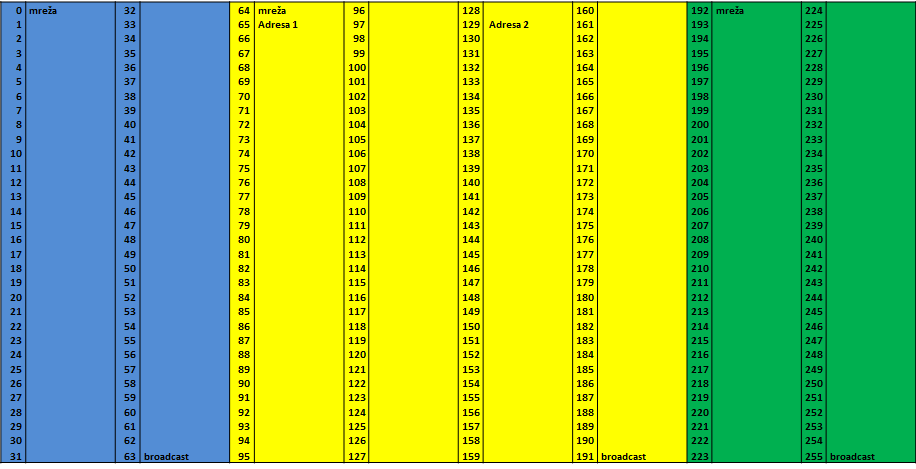 0 mreža 32 64 mreža 96 128 160 192 mreža 224
1 33 65 Adresa 1 97 129 Adresa 2 161 193 225
2 34 66 98 130 162 194 226
3 35 67 99 131 163 195 227
4 36 68 100 132 164 196 228
5 37 69 101 133 165 197 229
6 38 70 102 134 166 198 230
7 39 71 103 135 167 199 231
8 40 72 104 136 168 200 232
9 41 73 105 137 169 201 233
10 42 74 106 138 170 202 234
11 43 75 107 139 171 203 235
12 44 76 108 140 172 204 236
13 45 77 109 141 173 205 237
14 46 78 110 142 174 206 238
15 47 79 111 143 175 207 239
16 48 80 112 144 176 208 240
17 49 81 113 145 177 209 241
18 50 82 114 146 178 210 242
19 51 83 115 147 179 211 243
20 52 84 116 148 180 212 244
21 53 85 117 149 181 213 245
22 54 86 118 150 182 214 246
23 55 87 119 151 183 215 247
24 56 88 120 152 184 216 248
25 57 89 121 153 185 217 249
26 58 90 122 154 186 218 250
27 59 91 123 155 187 219 251
28 60 92 124 156 188 220 252
29 61 93 125 157 189 221 253
30 62 94 126 158 190 222 254
31 63 broadcast 95 127 159 191 broadcast 223 255 broadcast